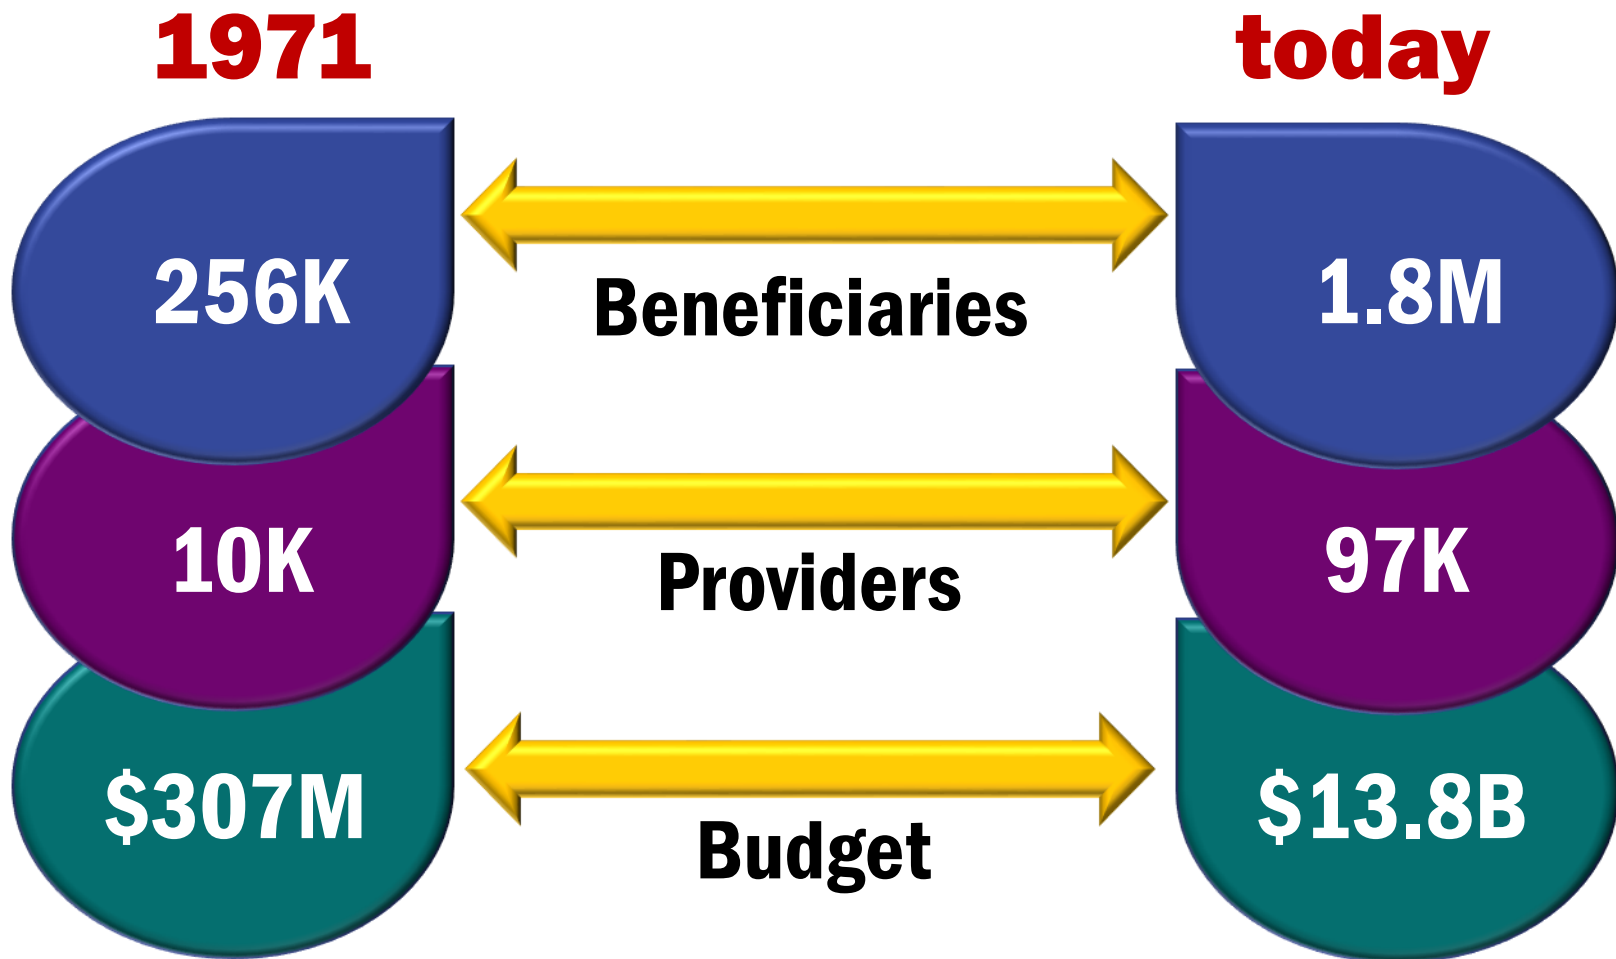 1971
today
256K
Beneficiaries
1.8M
10K
Providers
97K
$307M
Budget
$13.8B